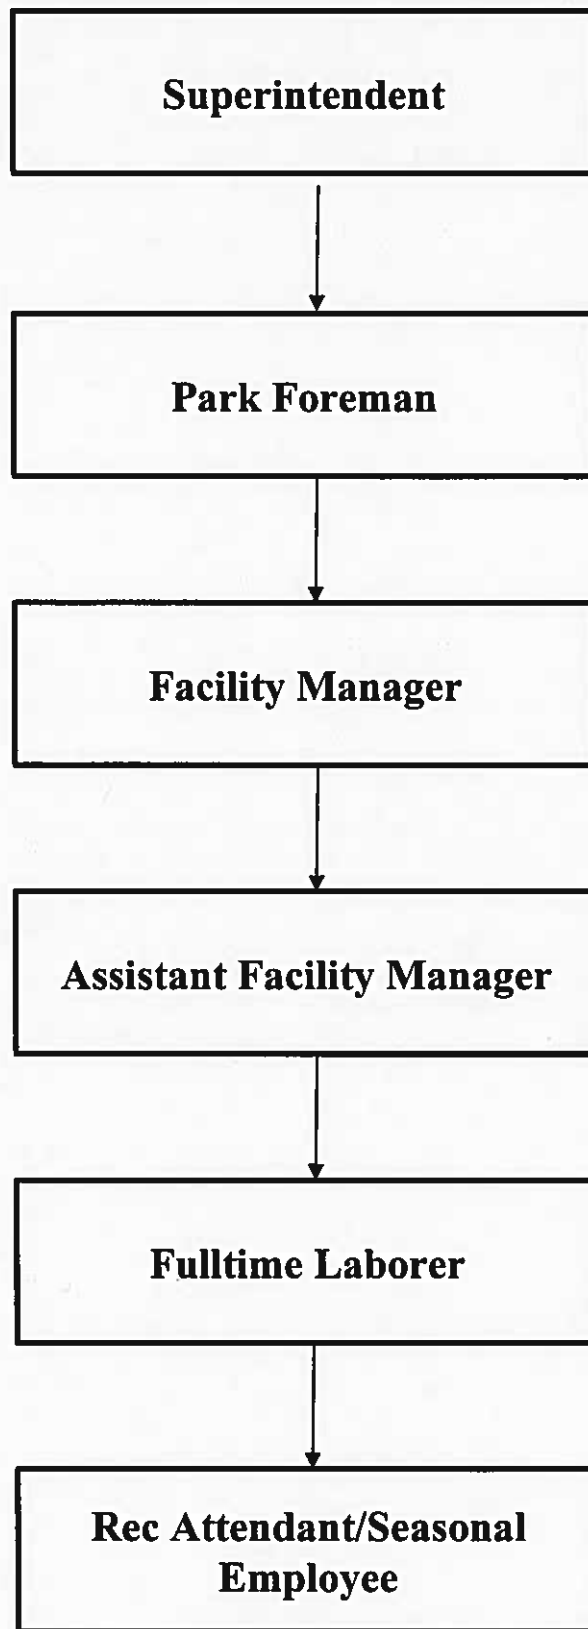 Superintendent
Park Foreman
Facility Manager
Assistant Facility Manager
Fulltime Laborer
Rec Attendant/Seasonal
Employee